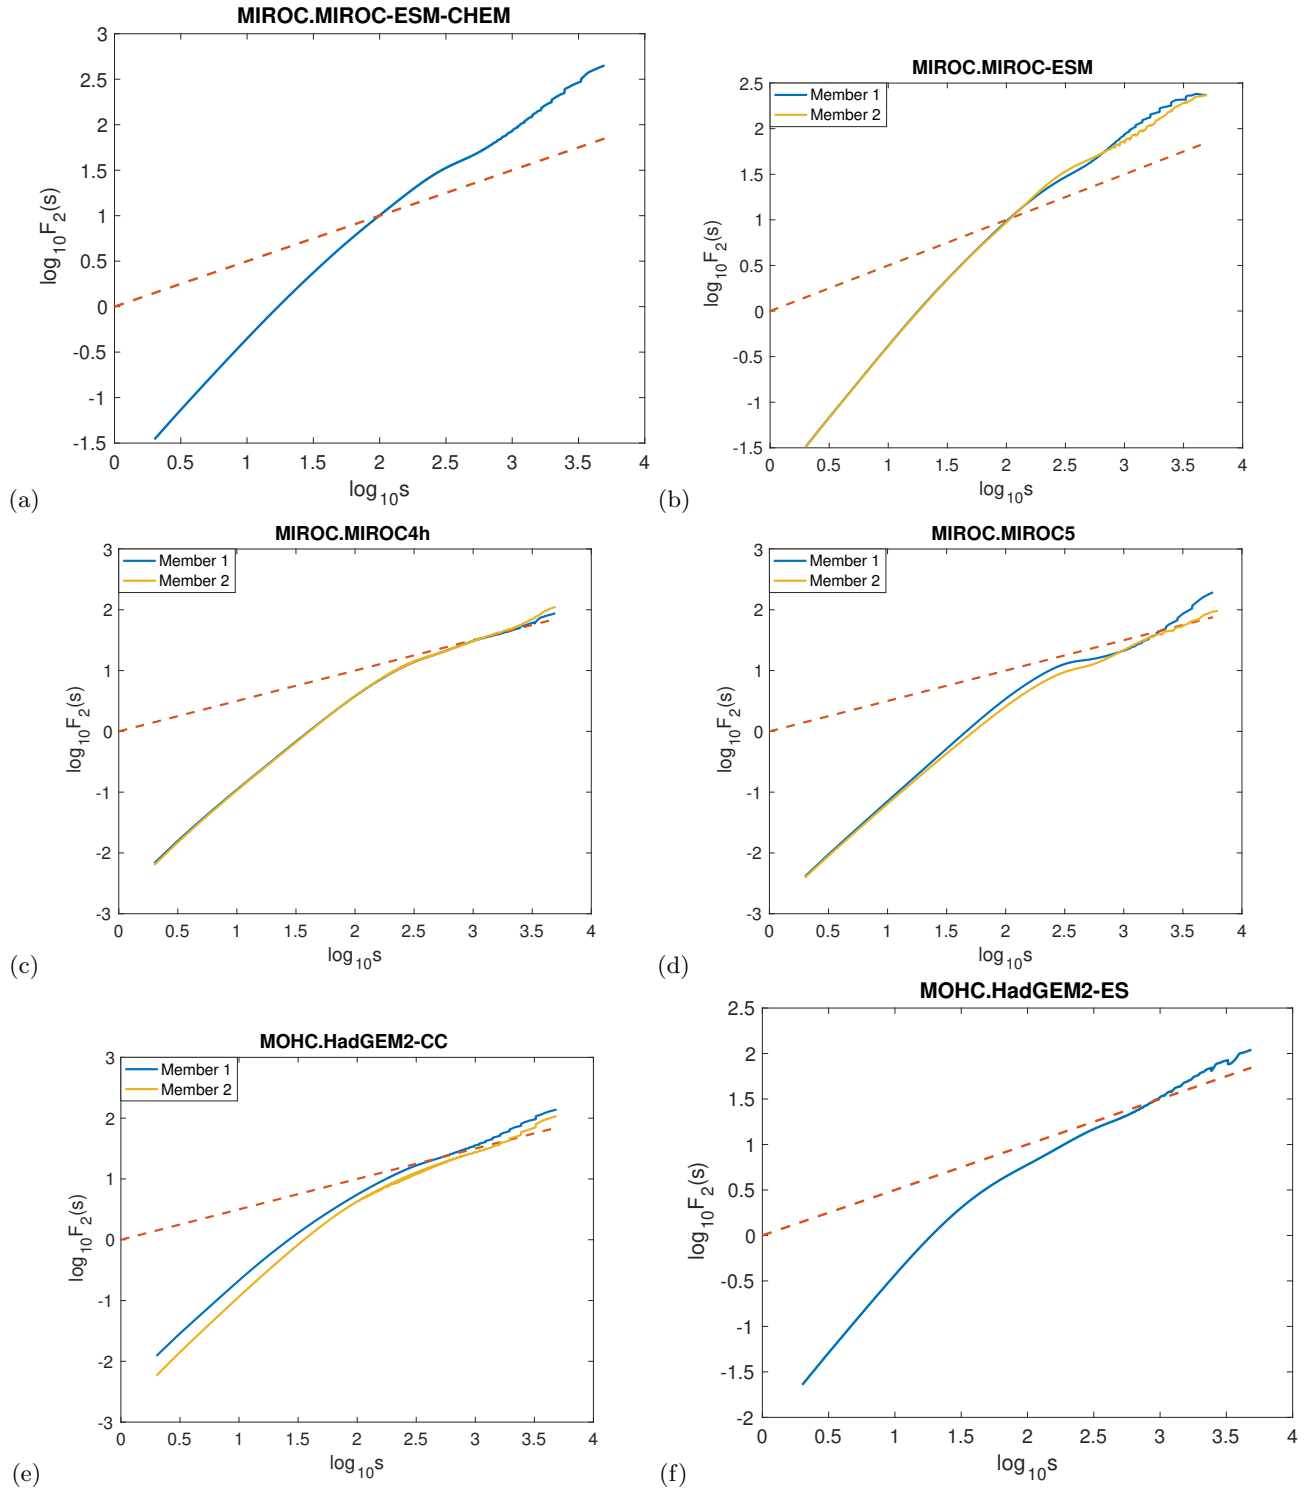 MIROC.MIROC-ESM-CHEM
3
2.5
2
1.5
1
0.5
0
-0.5
-1
-1.5
log10F2(s)
0 0.5 1 1.5 2 2.5 3 3.5 4
log10s
(a)
MIROC.MIROC-ESM
Member 1
Member 2
2.5
2
1.5
1
0.5
0
-0.5
-1
-1.5
log10F2(s)
0 0.5 1 1.5 2 2.5 3 3.5 4
log10s
(b)
MIROC.MIROC4h
Member 1
Member 2
3
2
1
0
-1
-2
-3
log10F2(s)
0 0.5 1 1.5 2 2.5 3 3.5 4
log10s
(c)
MIROC.MIROC5
Member 1
Member 2
3
2
1
0
-1
-2
-3
log10F2(s)
0 0.5 1 1.5 2 2.5 3 3.5 4
log10s
(d)
MOHC.HadGEM2-CC
Member 1
Member 2
3
2
1
0
-1
-2
-3
log10F2(s)
0 0.5 1 1.5 2 2.5 3 3.5 4
log10s
(e)
MOHC.HadGEM2-ES
2.5
2
1.5
1
0.5
0
-0.5
-1
-1.5
-2
log10F2(s)
0 0.5 1 1.5 2 2.5 3 3.5 4
log10s
(f)